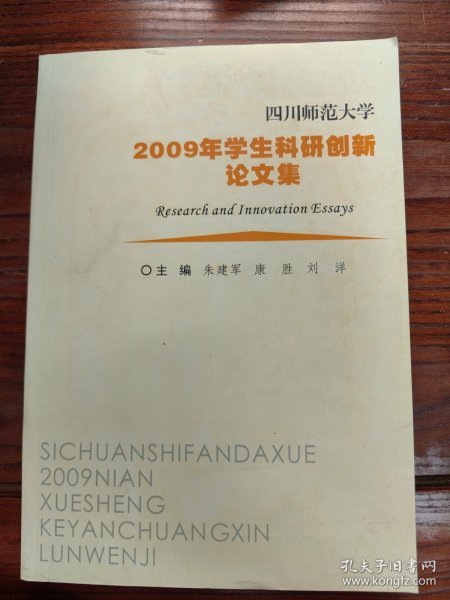 四川师范大学
2009年学生科研创新
论文集
Research and Innovation Essays
○主 编 朱建军 康 胜 刘 洋
SICHUANSHIFANDAXUE
2009NIAN
XUESHENG
KEYANCHUANGXIN
LUNWENJI
孔夫子旧书网
www.kongfz.com